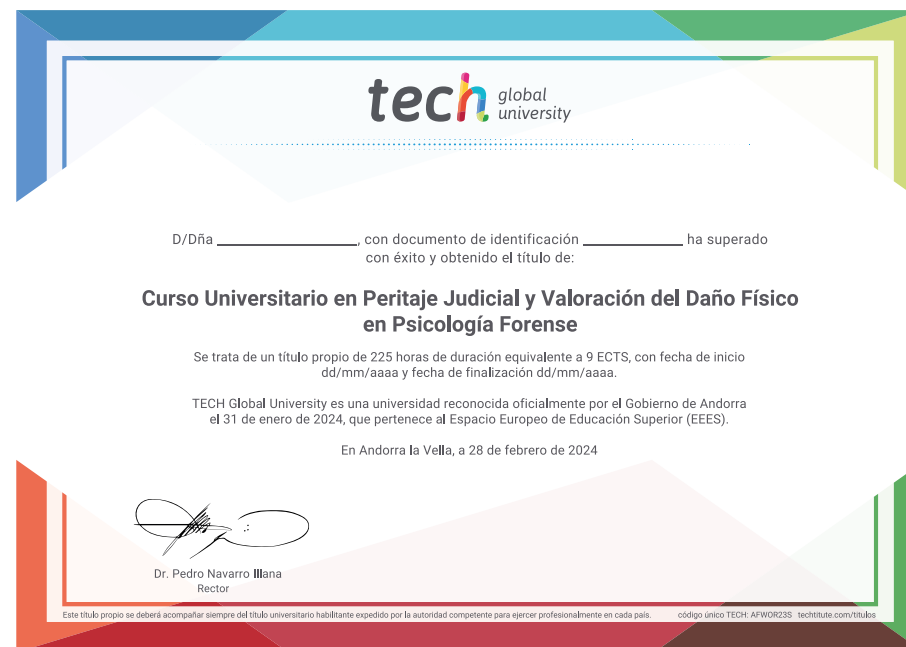 tech global university
D/Dña ____________________, con documento de identificación ______________ ha superado
con éxito y obtenido el título de:
Curso Universitario en Peritaje Judicial y Valoración del Daño Físico
en Psicología Forense
Se trata de un título propio de 225 horas de duración equivalente a 9 ECTS, con fecha de inicio
dd/mm/aaaa y fecha de finalización dd/mm/aaaa.
TECH Global University es una universidad reconocida oficialmente por el Gobierno de Andorra
el 31 de enero de 2024, que pertenece al Espacio Europeo de Educación Superior (EEES).
En Andorra la Vella, a 28 de febrero de 2024
Dr. Pedro Navarro Illana
Rector
Este título propio se deberá acompañar siempre del título universitario habilitante expedido por la autoridad competente para ejercer profesionalmente en cada país. código único TECH: AFWOR23S techtitute.com/titulos